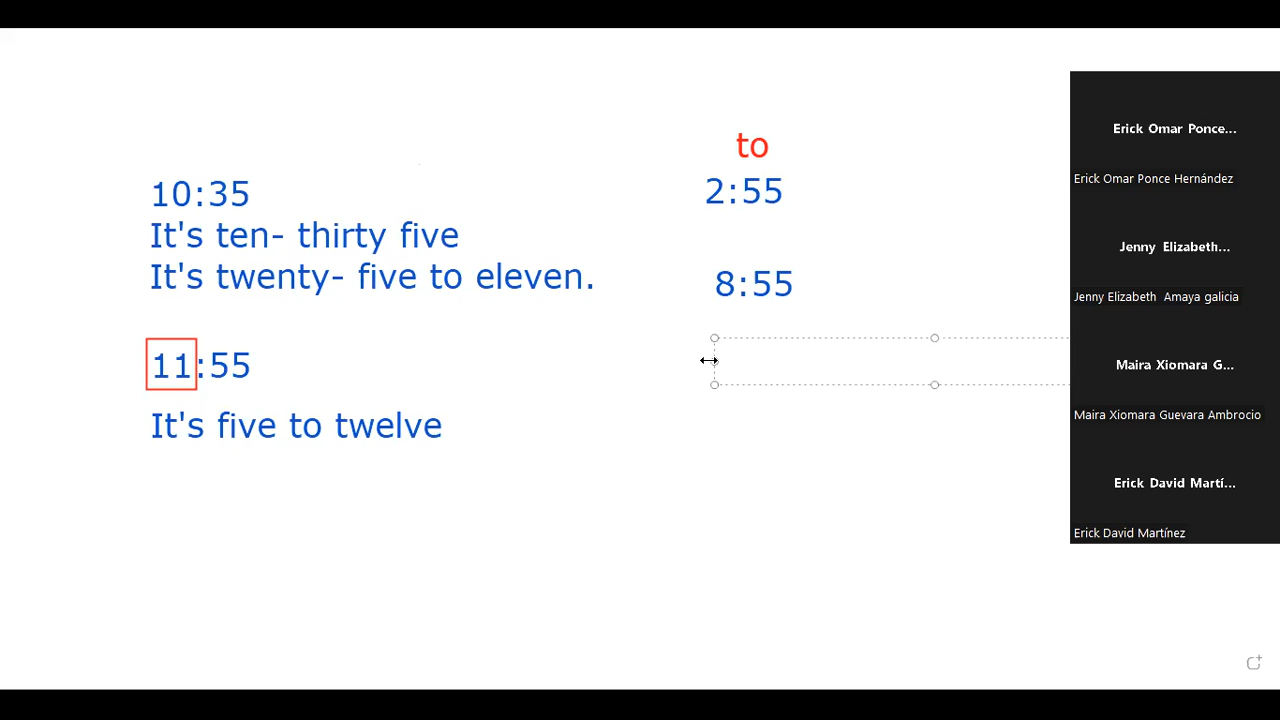 10:35
It's ten- thirty five
It's twenty- five to eleven.
11:55
It's five to twelve
to
2:55
8:55
Erick Omar Ponce...
Erick Omar Ponce Hernández
Jenny Elizabeth...
Jenny Elizabeth Amaya galicia
Maira Xiomara G...
Maira Xiomara Guevara Ambrocio
Erick David Martí...
Erick David Martínez